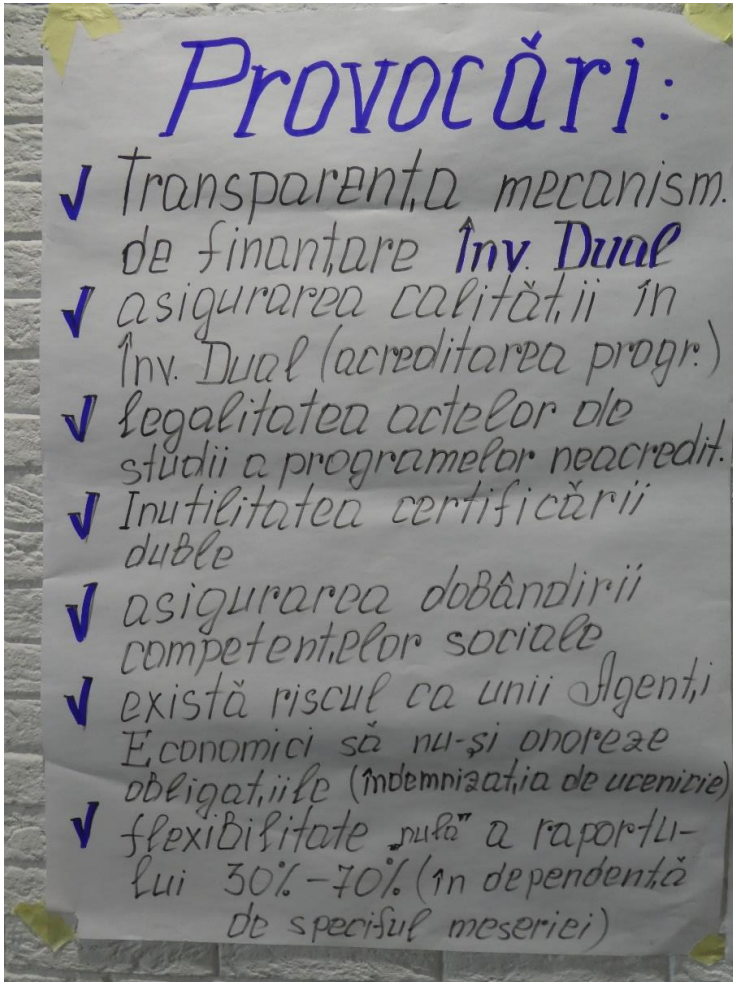 Provocări:
√ Transparența mecanism.
de finanțare Înv. Dual
√ asigurarea calității în
Înv. Dual (acreditarea progr.)
√ legalitatea actelor de
studii a programelor neacredit.
√ Inutilitatea certificării
duble
√ asigurarea dobândirii
competențelor sociale
√ există riscul ca unii Agenți
Economici să nu-și onoreze
obligațiile (îndemnizația de ucenicie)
√ flexibilitate „nulă” a raportu-
lui 30%-70% (în dependență
de speciful meseriei)